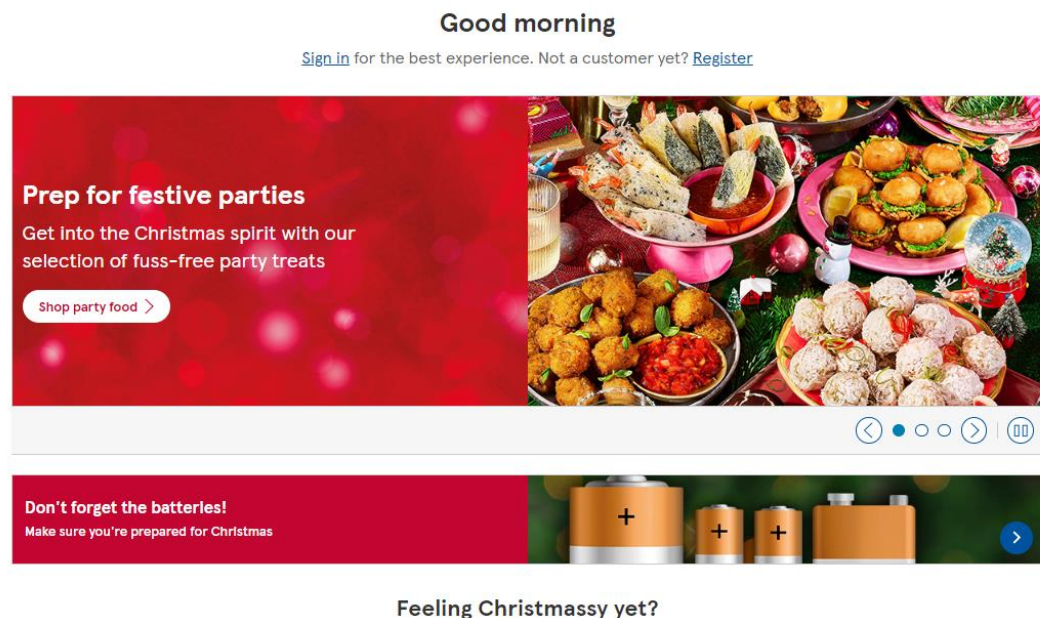 Good morning
Sign in for the best experience. Not a customer yet? Register
Prep for festive parties
Get into the Christmas spirit with our
selection of fuss-free party treats
Shop party food
Don't forget the batteries!
Make sure you're prepared for Christmas
+ + +
Feeling Christmassy yet?